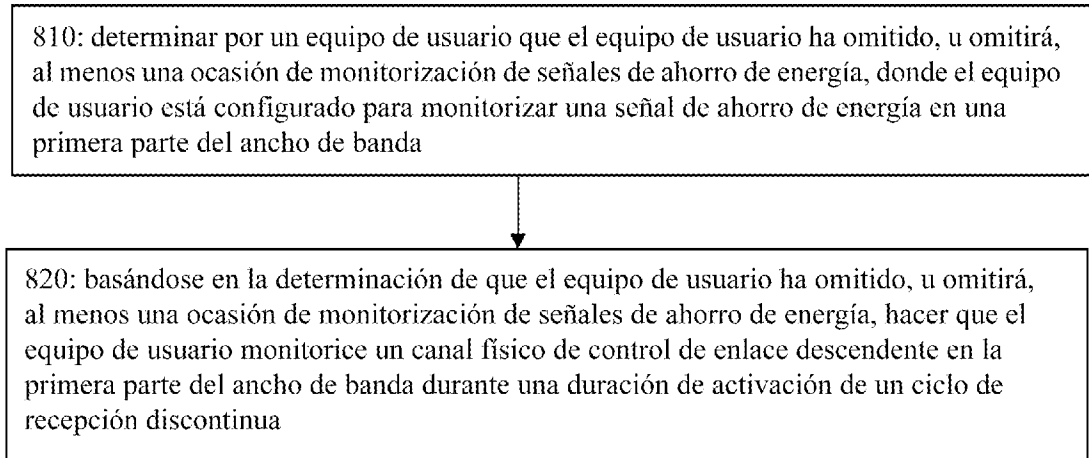 810: determinar por un equipo de usuario que el equipo de usuario ha omitido, u omitirá,
al menos una ocasión de monitorización de señales de ahorro de energía, donde el equipo
de usuario está configurado para monitorizar una señal de ahorro de energía en una
primera parte del ancho de banda
820: basándose en la determinación de que el equipo de usuario ha omitido, u omitirá,
al menos una ocasión de monitorización de señales de ahorro de energía, hacer que el
equipo de usuario monitorice un canal físico de control de enlace descendente en la
primera parte del ancho de banda durante una duración de activación de un ciclo de
recepción discontinua